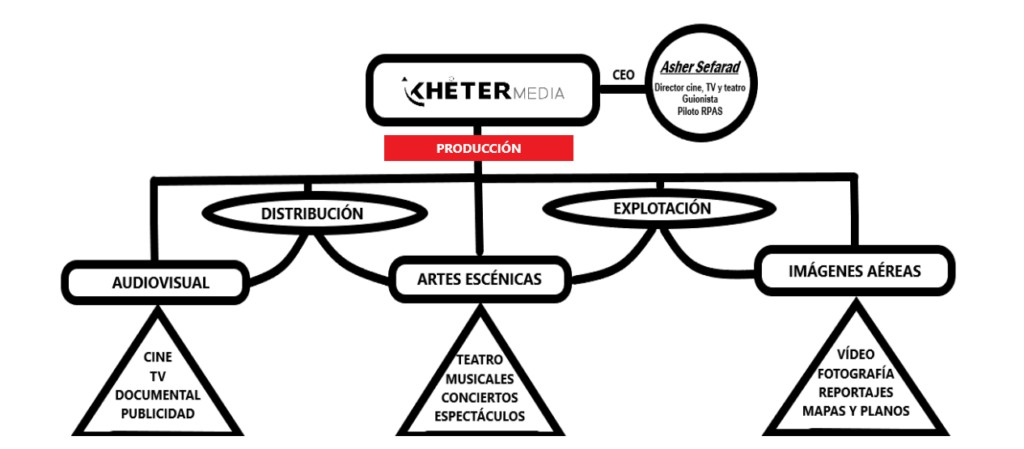 KHÈTER MEDIA
CEO
Asher Sefarad
Director cine, TV y teatro
Guionista
Piloto RPAS
PRODUCCIÓN
DISTRIBUCIÓN
EXPLOTACIÓN
AUDIOVISUAL
ARTES ESCÉNICAS
IMÁGENES AÉREAS
CINE
TV
DOCUMENTAL
PUBLICIDAD
TEATRO
MUSICALES
CONCIERTOS
ESPECTÁCULOS
VÍDEO
FOTOGRAFÍA
REPORTAJES
MAPAS Y PLANOS